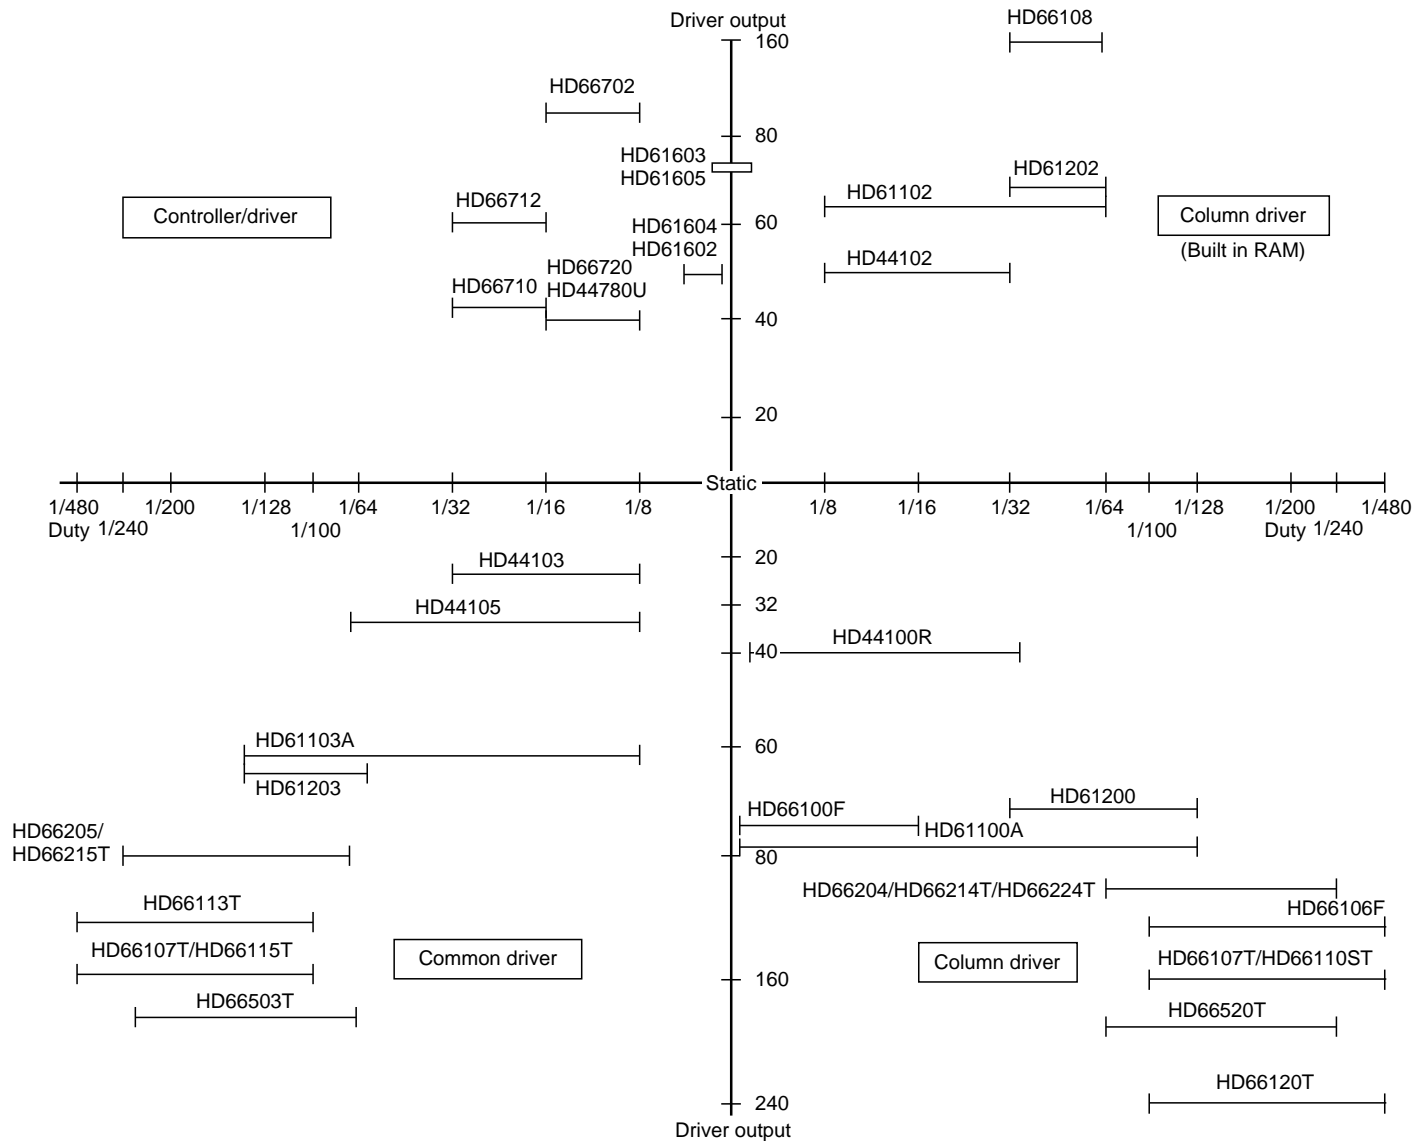 Driver output
HD66108
160
HD66702
80
HD61603
HD61605
HD61202
HD61102
Controller/driver
HD66712
60
HD61604
HD61602
Column driver
(Built in RAM)
HD44102
HD66720
HD66710
HD44780U
40
20
Static
1/480
1/200
1/128
1/64
1/32
1/16
1/8
1/8
1/16
1/32
1/64
1/128
1/200
1/480
Duty
1/240
1/100
1/100
Duty
1/240
20
HD44103
32
HD44105
HD44100R
40
HD61103A
60
HD61203
HD61200
HD66100F
HD61100A
HD66205/
HD66215T
80
HD66204/HD66214T/HD66224T
HD66113T
HD66106F
HD66107T/HD66115T
Common driver
Column driver
HD66107T/HD66110ST
160
HD66503T
HD66520T
HD66120T
240
Driver output